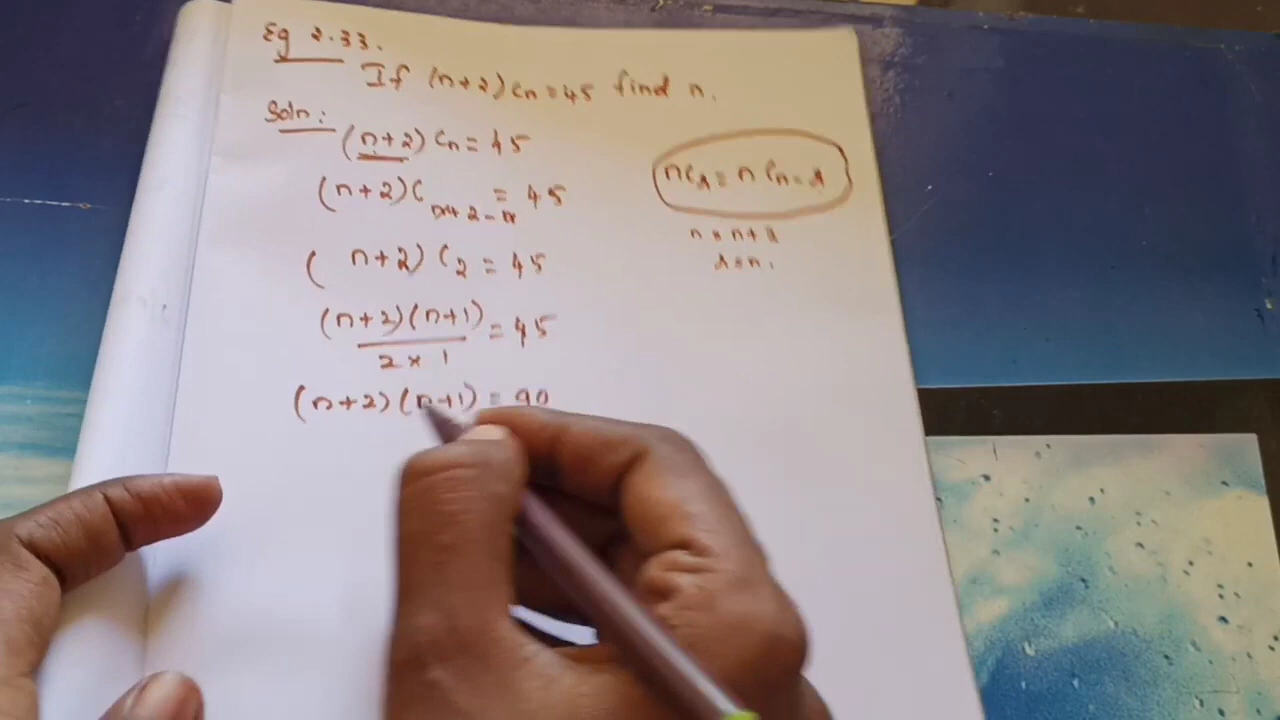 Eg 2.33.
If (n+2)Cn=45 find n.
Soln:
(n+2)Cn=45
(n+2)C n+2-n = 45
(n+2)C2=45
(n+2)(n+1)/2×1=45
(n+2)(n+1)=90
nCr=nCn-r